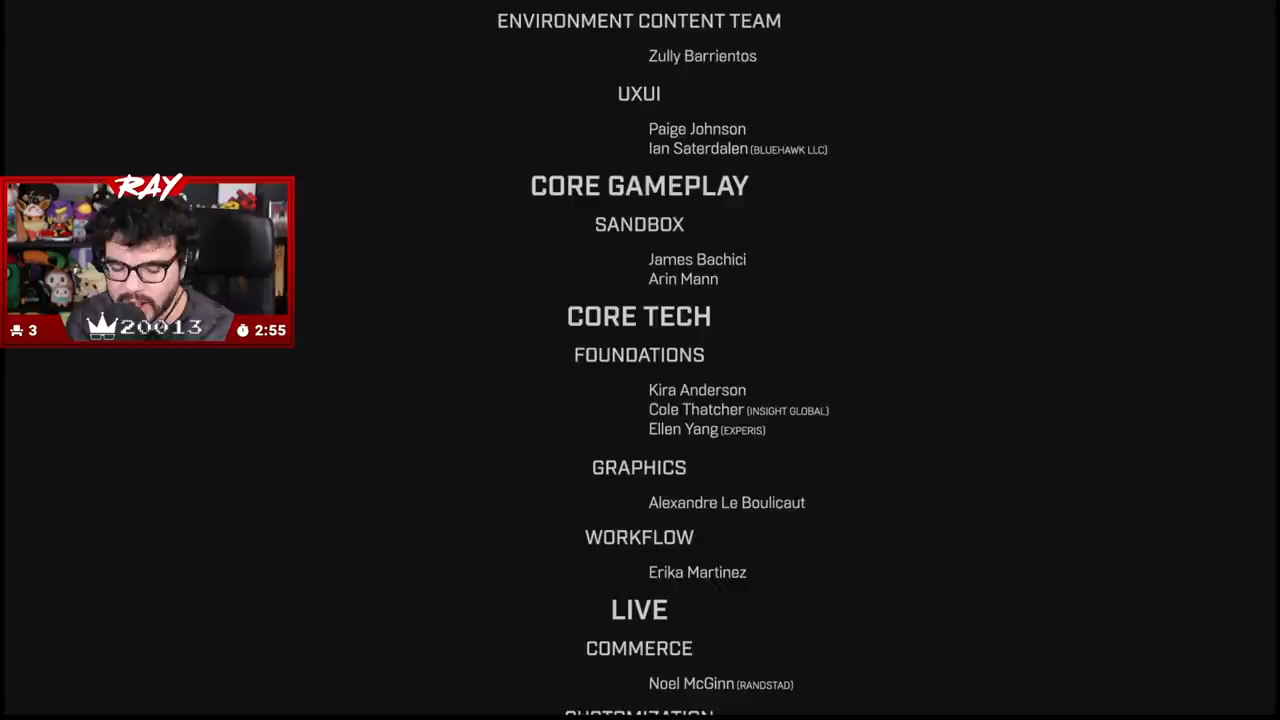 ENVIRONMENT CONTENT TEAM
Zully Barrientos
UXUI
Paige Johnson
Ian Saterdalen (BLUEHAWK LLC)
CORE GAMEPLAY
SANDBOX
James Bachici
Arin Mann
CORE TECH
FOUNDATIONS
Kira Anderson
Cole Thatcher (INSIGHT GLOBAL)
Ellen Yang (EXPERIS)
GRAPHICS
Alexandre Le Boulicaut
WORKFLOW
Erika Martinez
LIVE
COMMERCE
Noel McGinn (RANDSTAD)
CUSTOMIZATION
RAY
3
20013
2:55